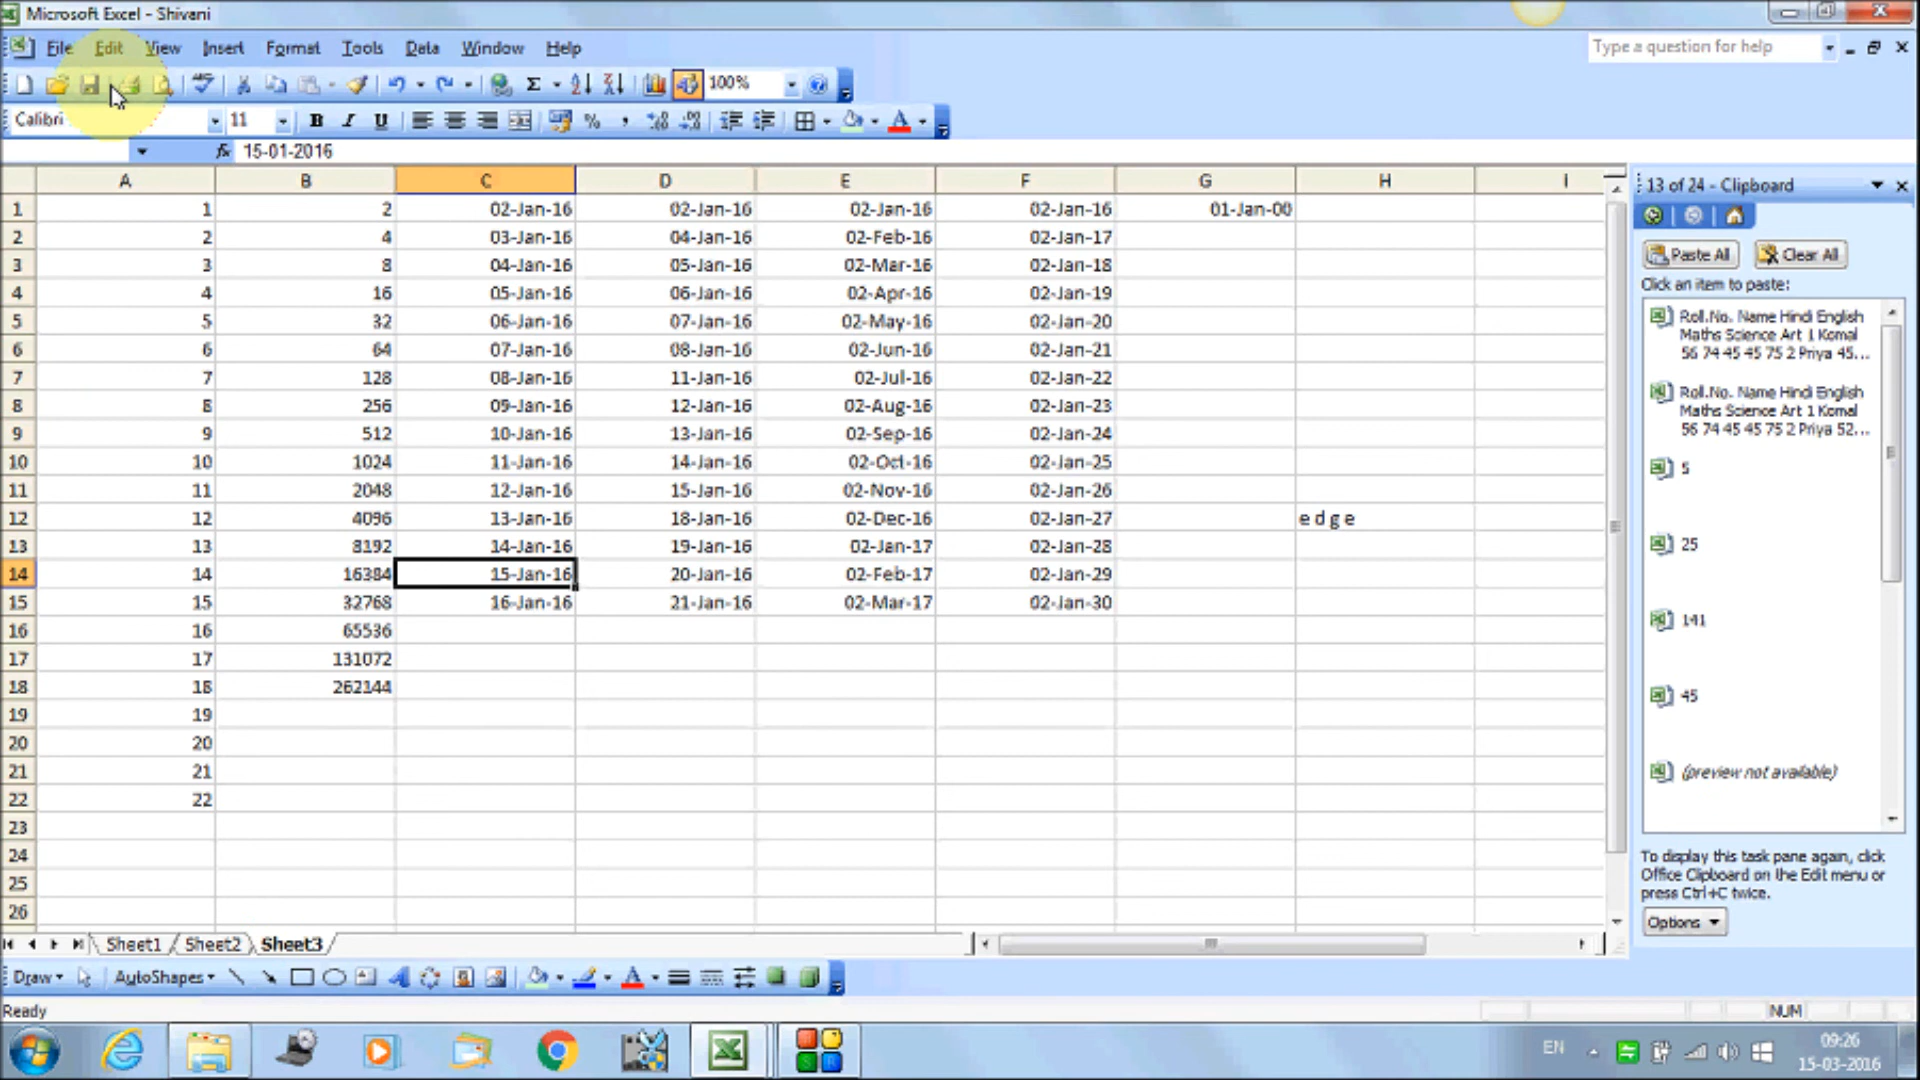 Microsoft Excel - Shivani
File Edit View Insert Format Tools Data Window Help
Type a question for help
100%
Calibri 11
15-01-2016
A B C D E F G H I
1 1 2 02-Jan-16 02-Jan-16 02-Jan-16 02-Jan-16 01-Jan-00
2 2 4 03-Jan-16 04-Jan-16 02-Feb-16 02-Jan-17
3 3 8 04-Jan-16 05-Jan-16 02-Mar-16 02-Jan-18
4 4 16 05-Jan-16 06-Jan-16 02-Apr-16 02-Jan-19
5 5 32 06-Jan-16 07-Jan-16 02-May-16 02-Jan-20
6 6 64 07-Jan-16 08-Jan-16 02-Jun-16 02-Jan-21
7 7 128 08-Jan-16 11-Jan-16 02-Jul-16 02-Jan-22
8 8 256 09-Jan-16 12-Jan-16 02-Aug-16 02-Jan-23
9 9 512 10-Jan-16 13-Jan-16 02-Sep-16 02-Jan-24
10 10 1024 11-Jan-16 14-Jan-16 02-Oct-16 02-Jan-25
11 11 2048 12-Jan-16 15-Jan-16 02-Nov-16 02-Jan-26
12 12 4096 13-Jan-16 18-Jan-16 02-Dec-16 02-Jan-27 e d g e
13 13 8192 14-Jan-16 19-Jan-16 02-Jan-17 02-Jan-28
14 14 16384 15-Jan-16 20-Jan-16 02-Feb-17 02-Jan-29
15 15 32768 16-Jan-16 21-Jan-16 02-Mar-17 02-Jan-30
16 16 65536
17 17 131072
18 18 262144
19 19
20 20
21 21
22 22
23
24
25
26
13 of 24 - Clipboard
Paste All Clear All
Click an item to paste:
Roll.No. Name Hindi English
Maths Science Art 1 Komal
56 74 45 45 75 2 Priya 45...
Roll.No. Name Hindi English
Maths Science Art 1 Komal
56 74 45 45 75 2 Priya 52...
5
25
141
45
(preview not available)
To display this task pane again, click
Office Clipboard on the Edit menu or
press Ctrl+C twice.
Options
Sheet1 Sheet2 Sheet3
Draw AutoShapes
Ready
NUM
EN
09:26
15-03-2016